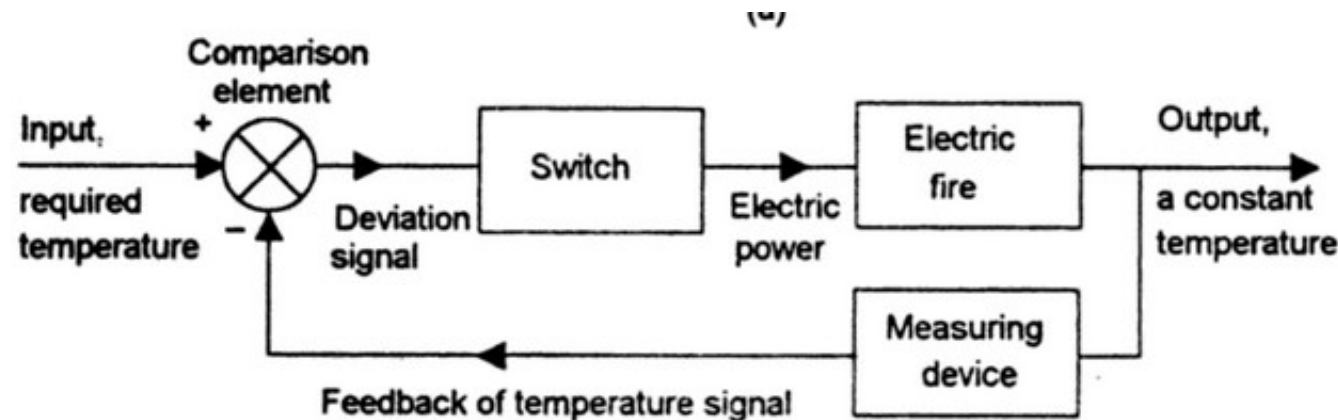 Comparison
element
+
Input,
required
temperature
−
Deviation
signal
Switch
Electric
power
Electric
fire
Output,
a constant
temperature
Measuring
device
Feedback of temperature signal